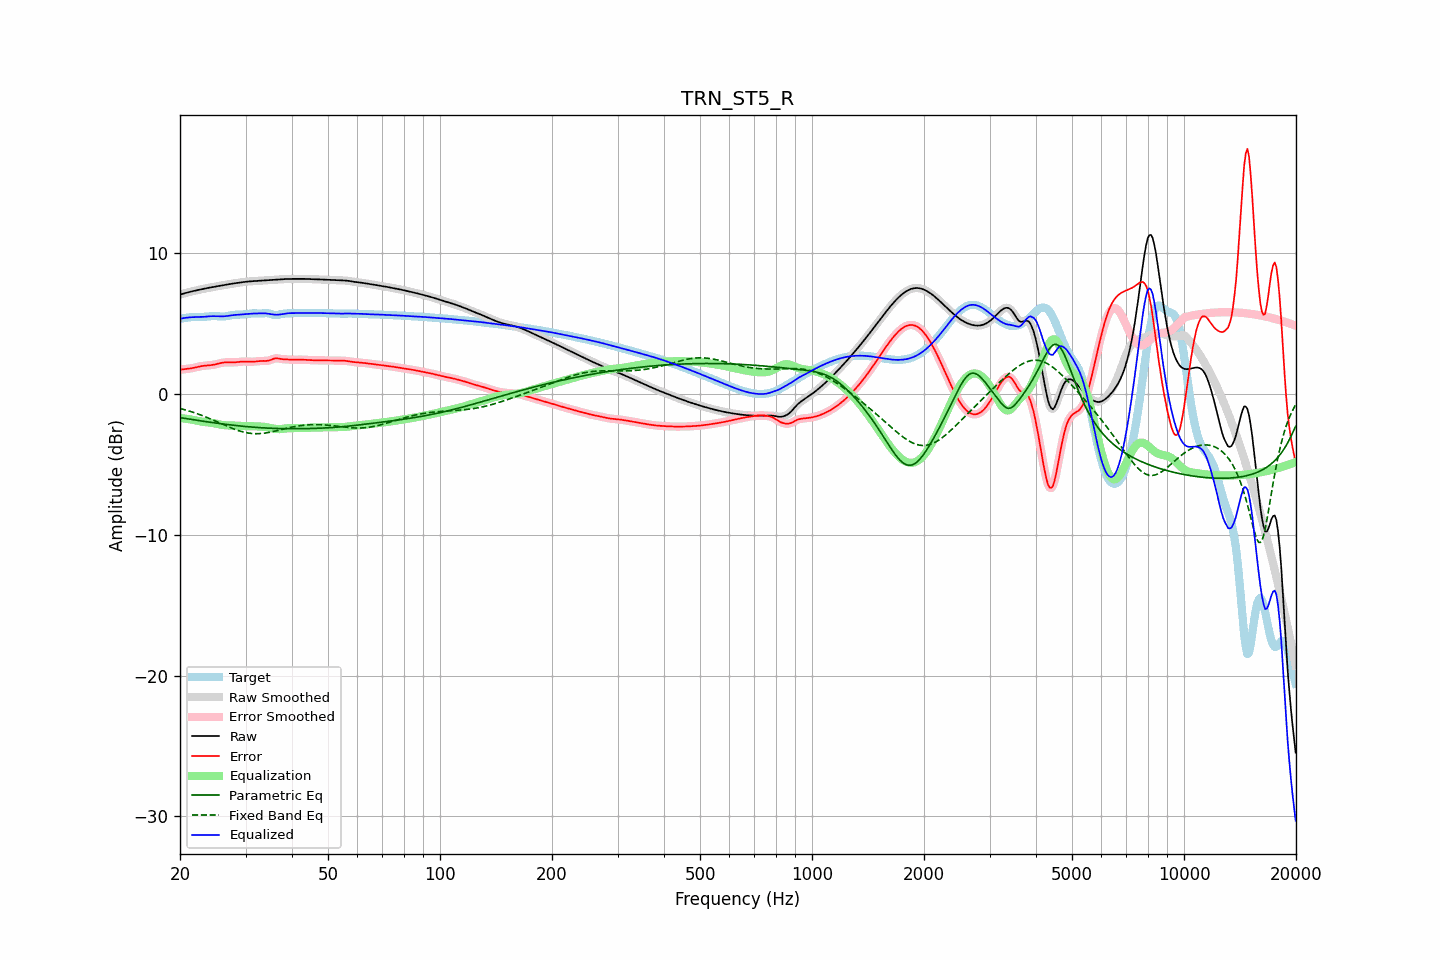 TRN_ST5_R
10
0
−10
−20
−30
Amplitude (dBr)
Target
Raw Smoothed
Error Smoothed
Raw
Error
Equalization
Parametric Eq
Fixed Band Eq
Equalized
20 50 100 200 500 1000 2000 5000 10000 20000
Frequency (Hz)